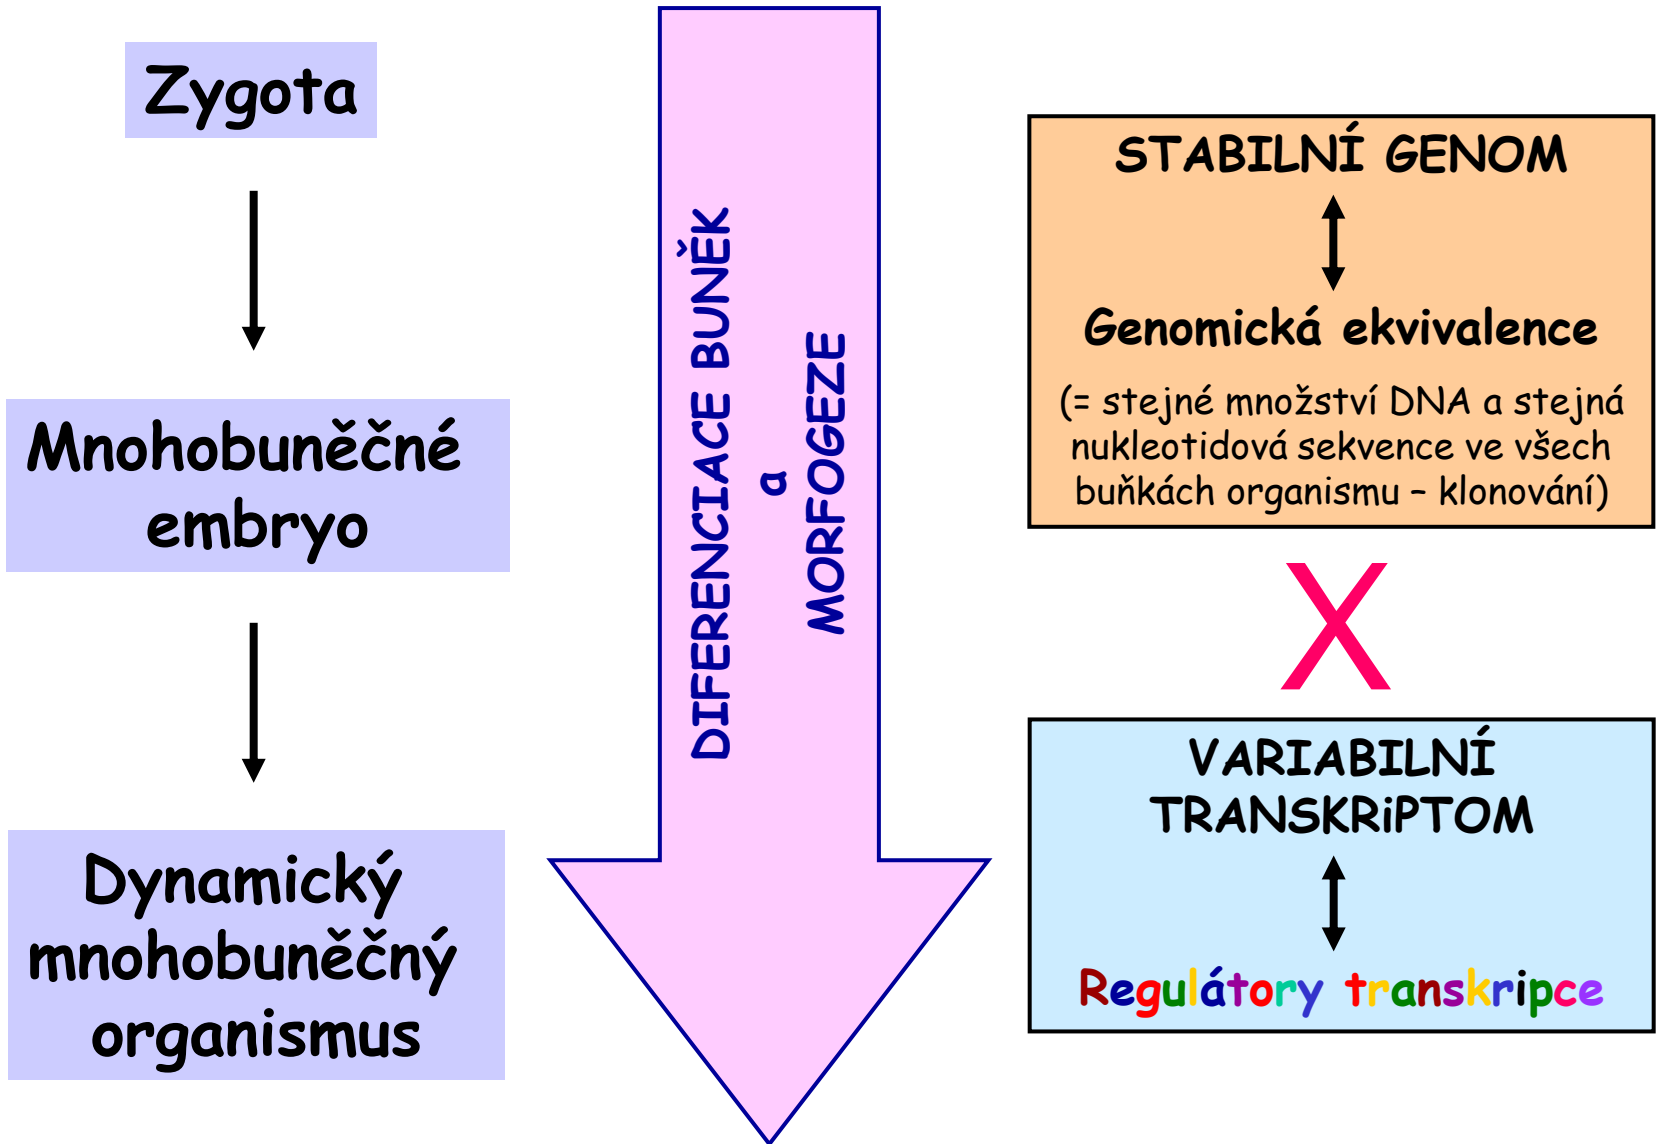 Zygota
Mnohobuněčné
embryo
Dynamický
mnohobuněčný
organismus
DIFERENCIACE BUNĚK
a
MORFOGEZE
STABILNÍ GENOM
Genomická ekvivalence
(= stejné množství DNA a stejná
nukleotidová sekvence ve všech
buňkách organismu – klonování)
X
VARIABILNÍ
TRANSKRiPTOM
Regulátory transkripce